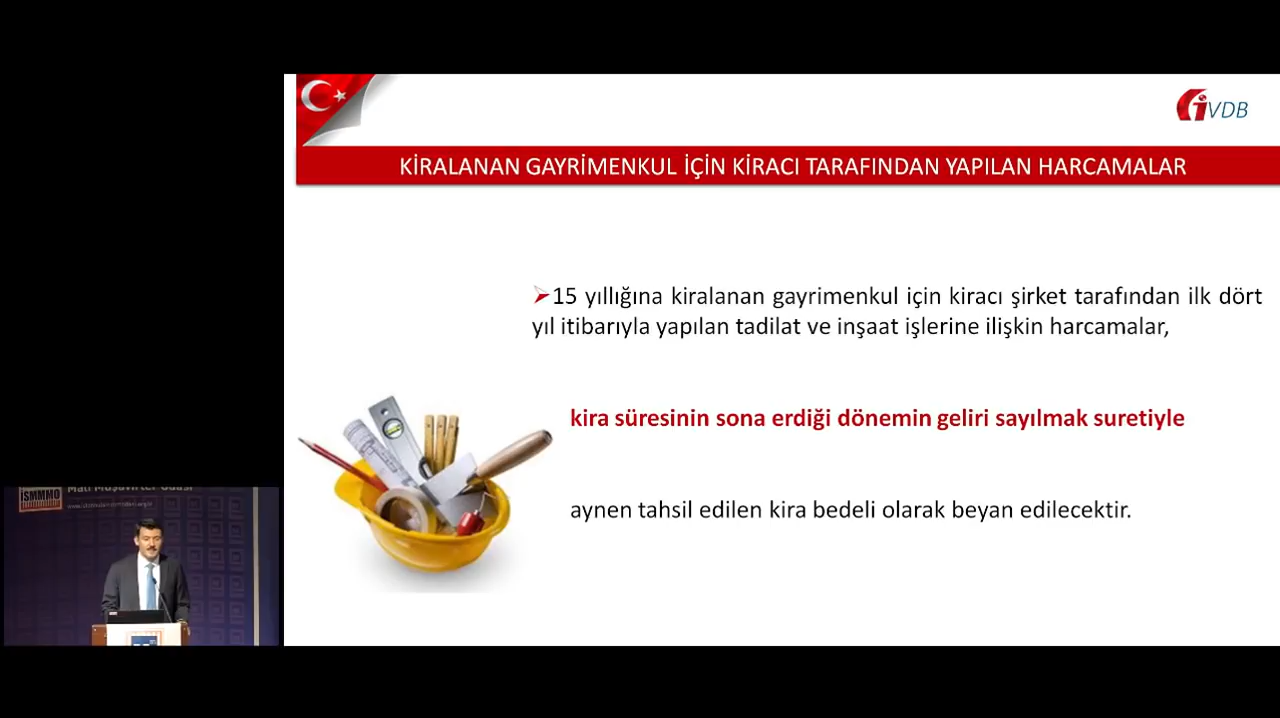 İVDB
KİRALANAN GAYRİMENKUL İÇİN KİRACI TARAFINDAN YAPILAN HARCAMALAR
15 yıllığına kiralanan gayrimenkul için kiracı şirket tarafından ilk dört
yıl itibarıyla yapılan tadilat ve inşaat işlerine ilişkin harcamalar,
kira süresinin sona erdiği dönemin geliri sayılmak suretiyle
aynen tahsil edilen kira bedeli olarak beyan edilecektir.
İSMMMO
Mali Müşavirler Odası